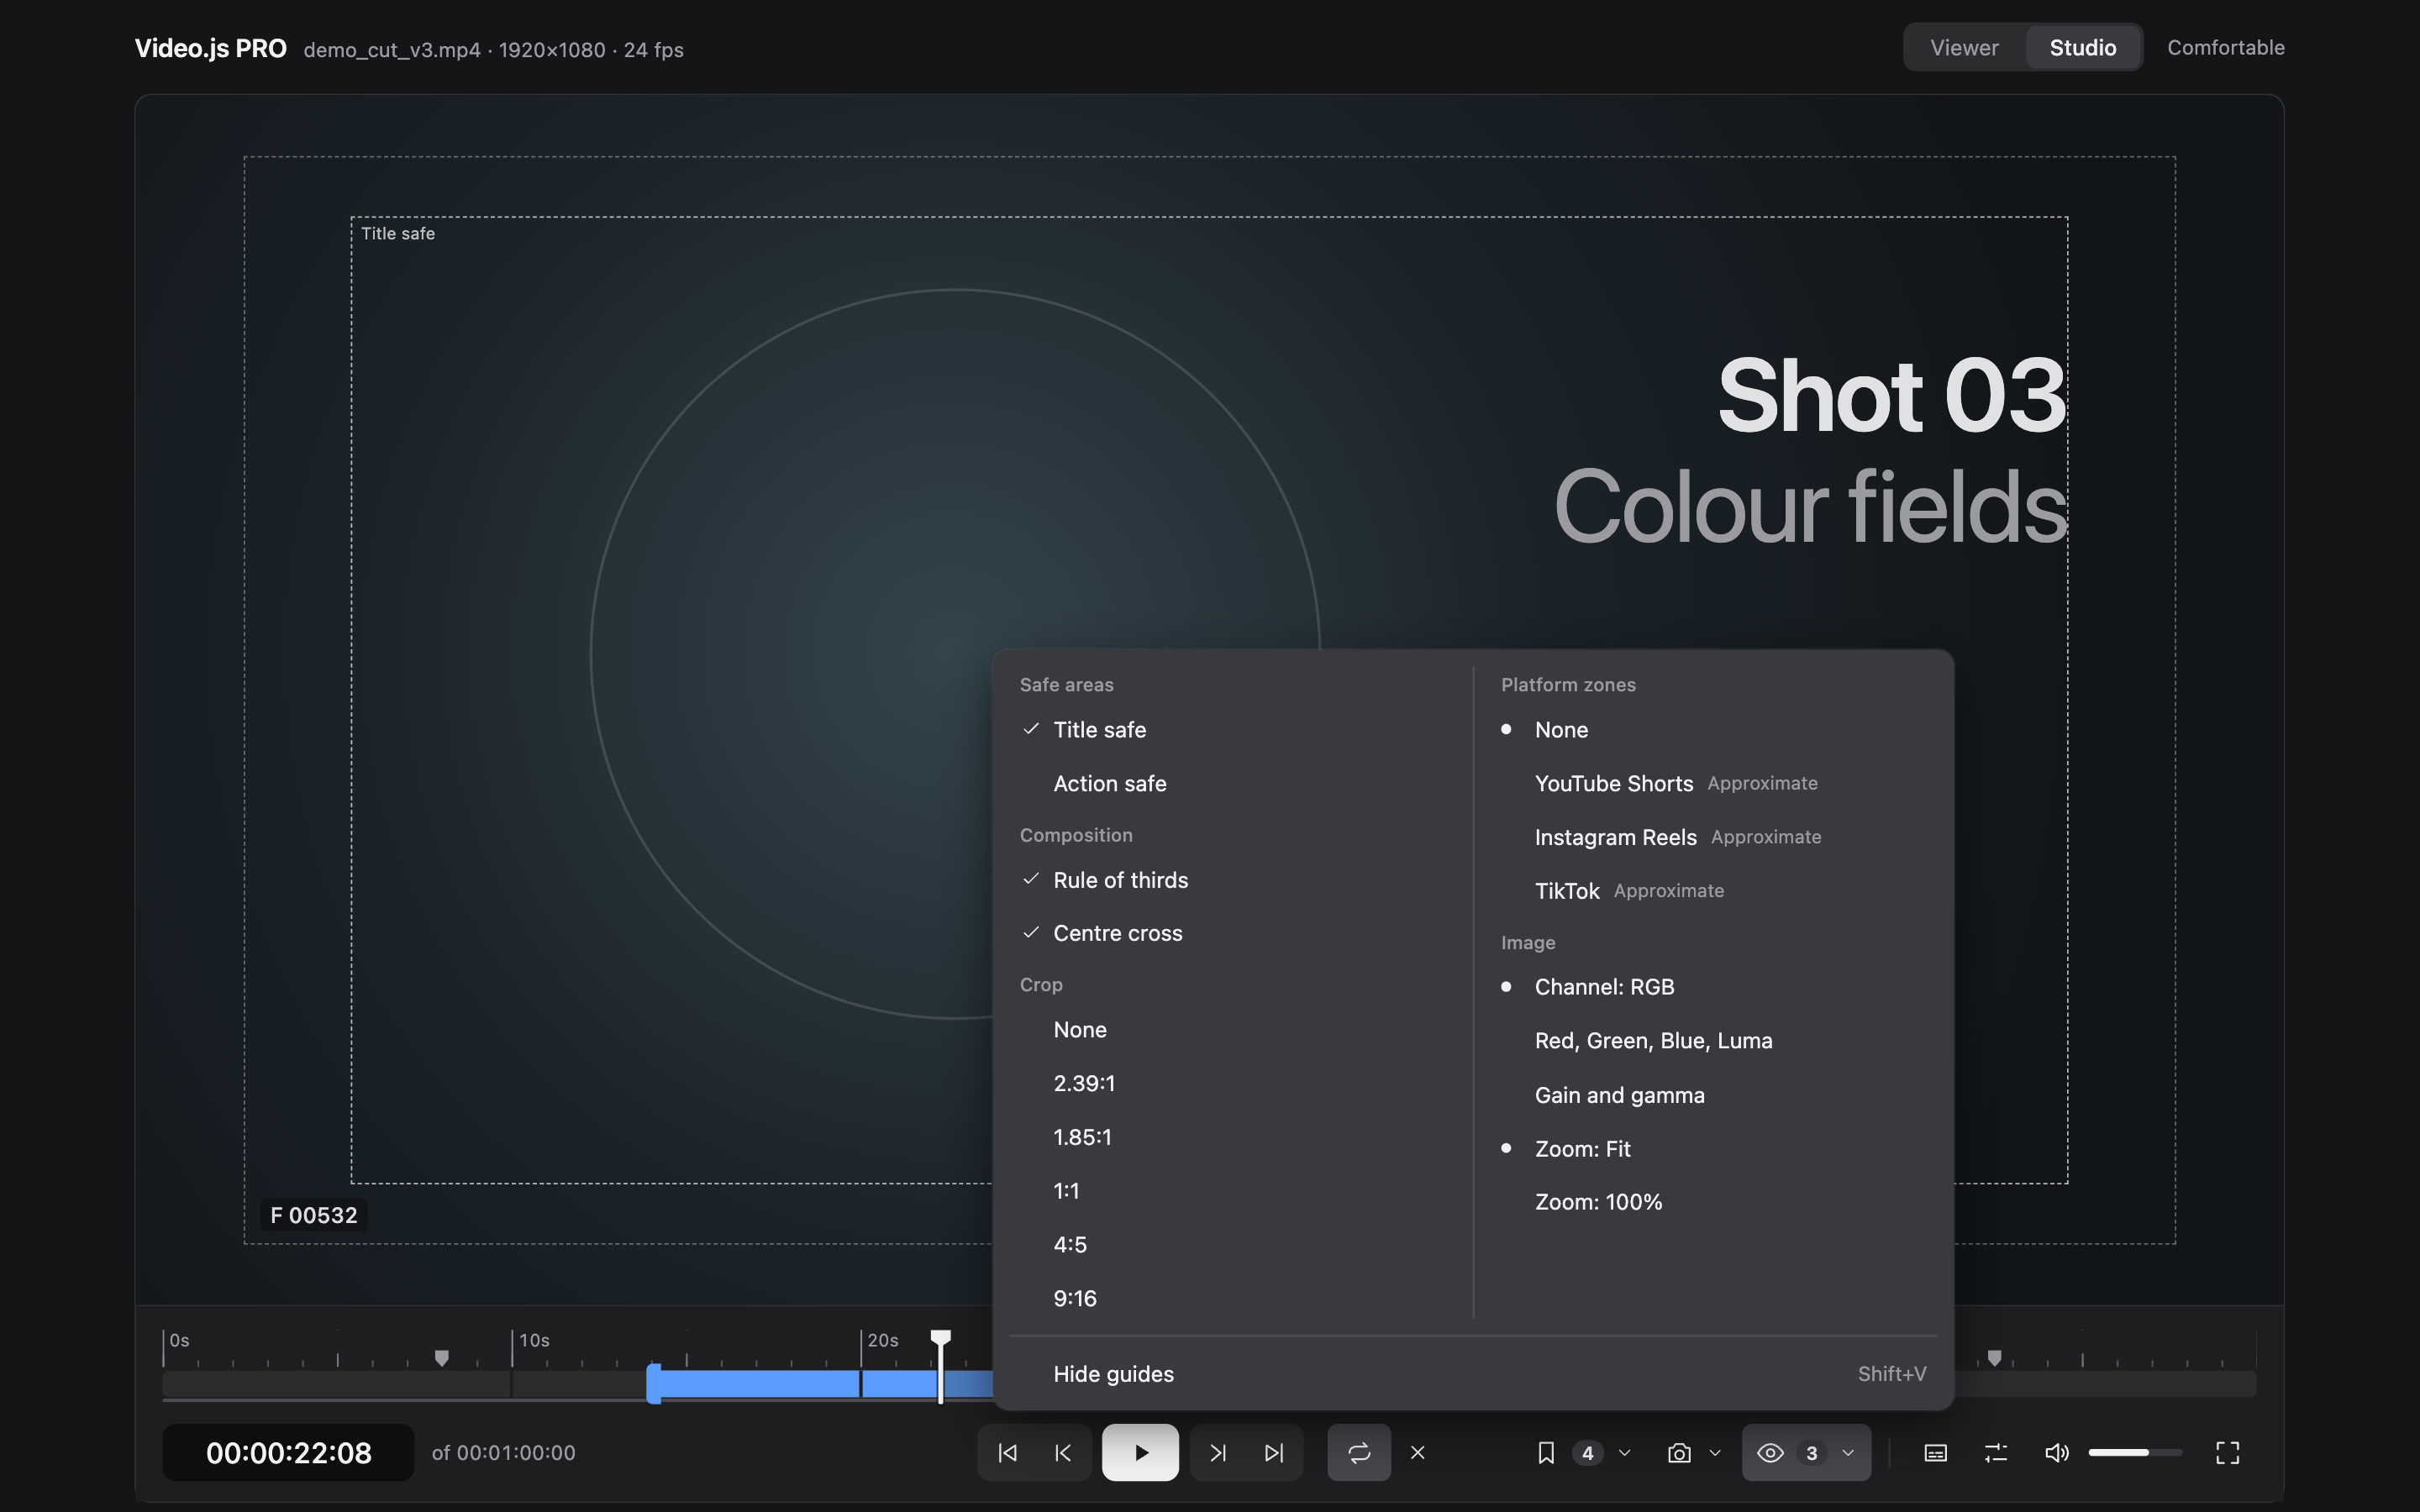 Video.js PRO demo_cut_v3.mp4 · 1920×1080 · 24 fps
Viewer Studio Comfortable
Title safe
Shot 03
Colour fields
Safe areas
Title safe
Action safe
Composition
Rule of thirds
Centre cross
Crop
None
2.39:1
1.85:1
1:1
4:5
9:16
Platform zones
None
YouTube Shorts Approximate
Instagram Reels Approximate
TikTok Approximate
Image
Channel: RGB
Red, Green, Blue, Luma
Gain and gamma
Zoom: Fit
Zoom: 100%
Hide guides Shift+V
F 00532
0s 10s 20s
00:00:22:08 of 00:01:00:00
4 3